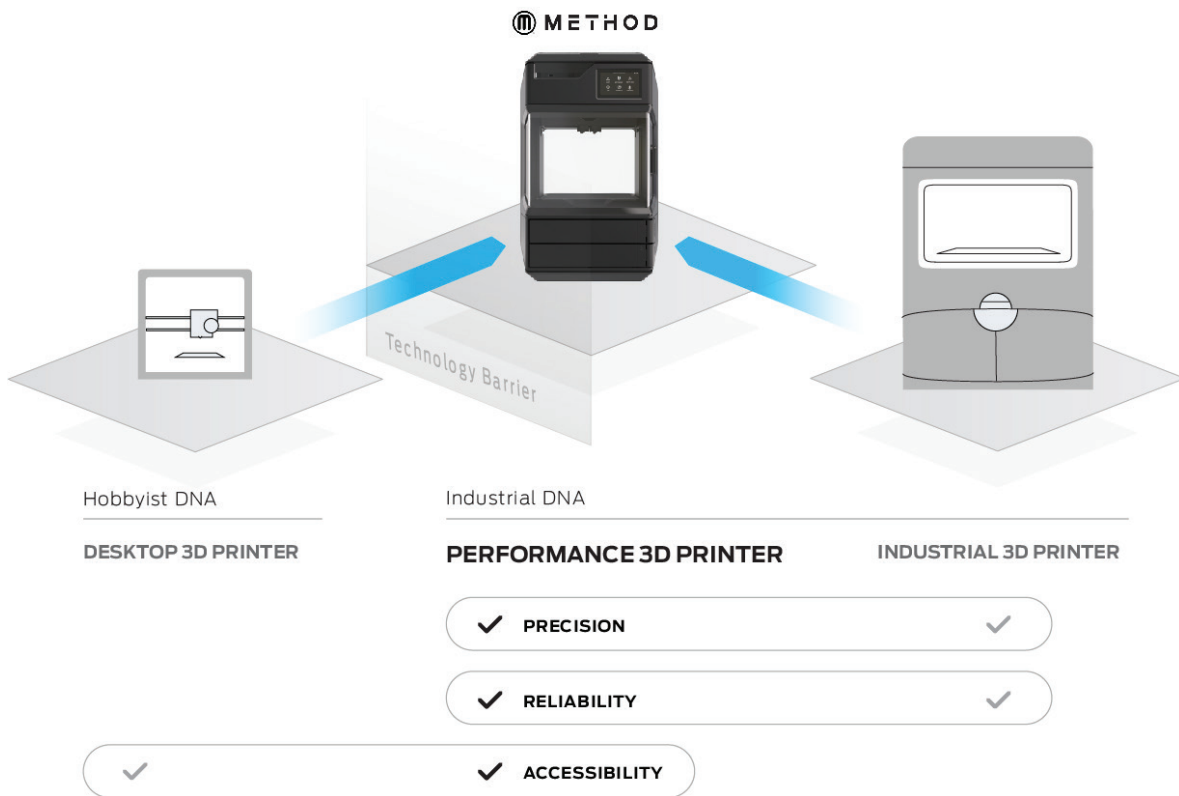 METHOD
Technology Barrier
Hobbyist DNA
Industrial DNA
DESKTOP 3D PRINTER
PERFORMANCE 3D PRINTER
INDUSTRIAL 3D PRINTER
PRECISION
RELIABILITY
ACCESSIBILITY